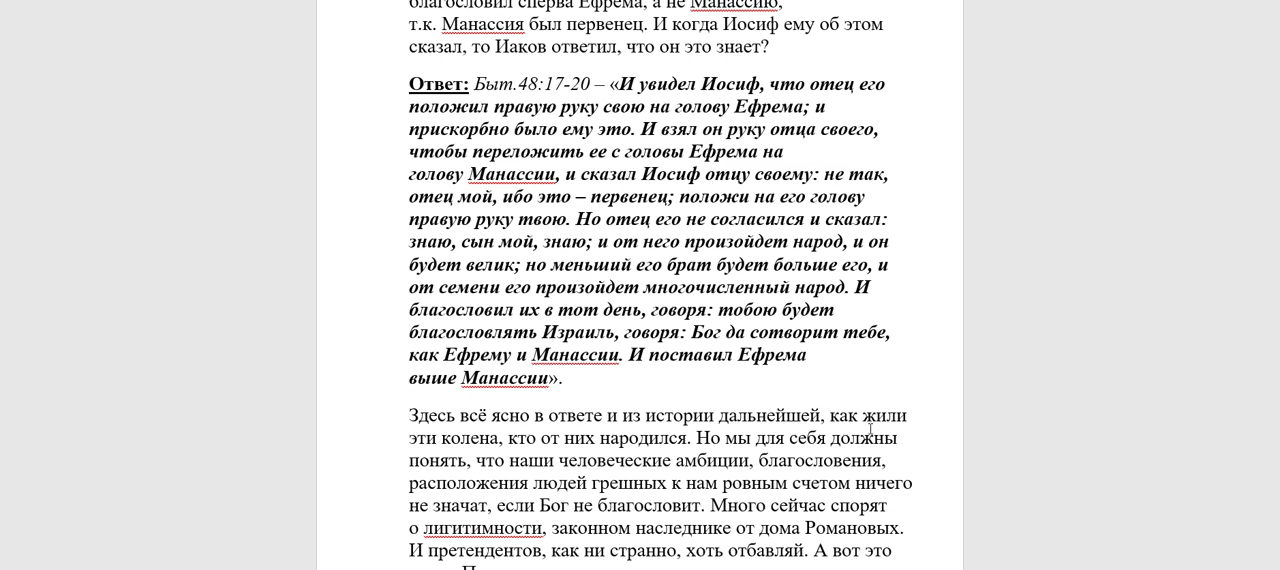 благословил сперва Ефрема, а не Манассию,
т.к. Манассия был первенец. И когда Иосиф ему об этом
сказал, то Иаков ответил, что он это знает?
Ответ: Быт.48:17-20 – «И увидел Иосиф, что отец его
положил правую руку свою на голову Ефрема; и
прискорбно было ему это. И взял он руку отца своего,
чтобы переложить ее с головы Ефрема на
голову Манассии, и сказал Иосиф отцу своему: не так,
отец мой, ибо это – первенец; положи на его голову
правую руку твою. Но отец его не согласился и сказал:
знаю, сын мой, знаю; и от него произойдет народ, и он
будет велик; но меньший его брат будет больше его, и
от семени его произойдет многочисленный народ. И
благословил их в тот день, говоря: тобою будет
благословлять Израиль, говоря: Бог да сотворит тебе,
как Ефрему и Манассии. И поставил Ефрема
выше Манассии».
Здесь всё ясно в ответе и из истории дальнейшей, как жили
эти колена, кто от них народился. Но мы для себя должны
понять, что наши человеческие амбиции, благословения,
расположения людей грешных к нам ровным счетом ничего
не значат, если Бог не благословит. Много сейчас спорят
о лигитимности, законном наследнике от дома Романовых.
И претендентов, как ни странно, хоть отбавляй. А вот это